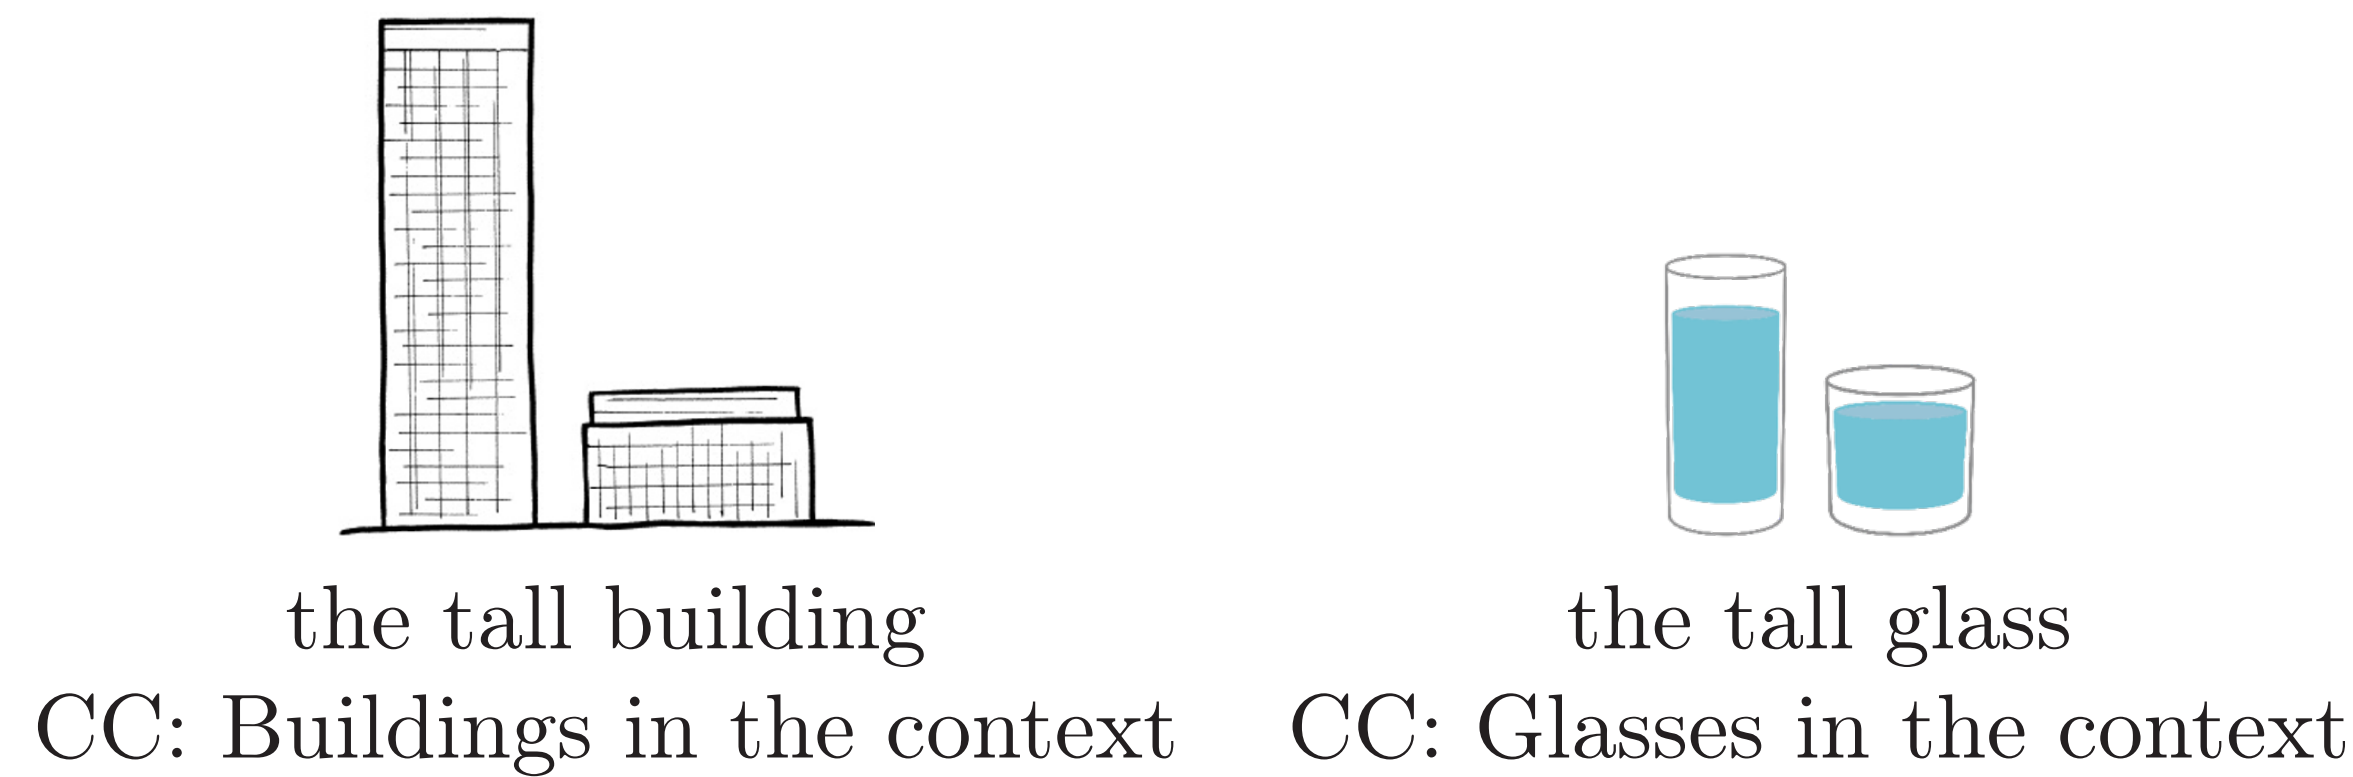 the tall building
CC: Buildings in the context
the tall glass
CC: Glasses in the context